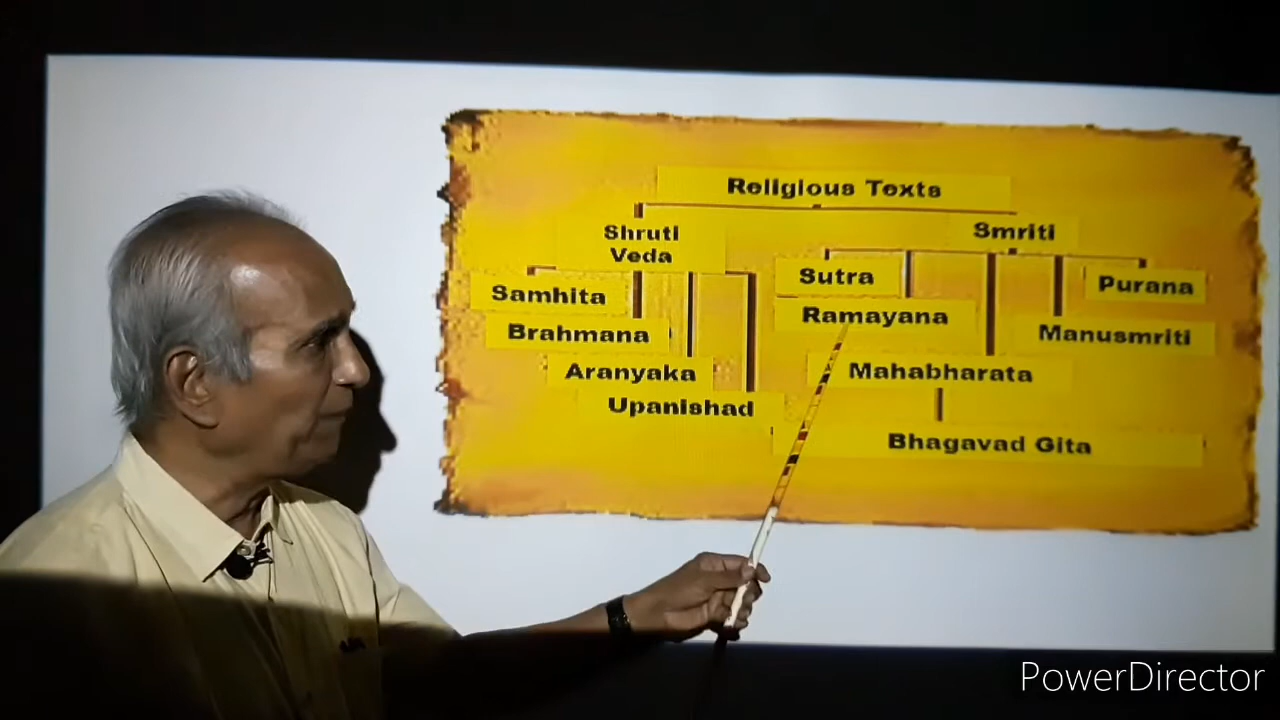 Religious Texts
Shruti
Veda
Smriti
Samhita
Brahmana
Aranyaka
Upanishad
Sutra
Ramayana
Mahabharata
Bhagavad Gita
Manusmriti
Purana
PowerDirector